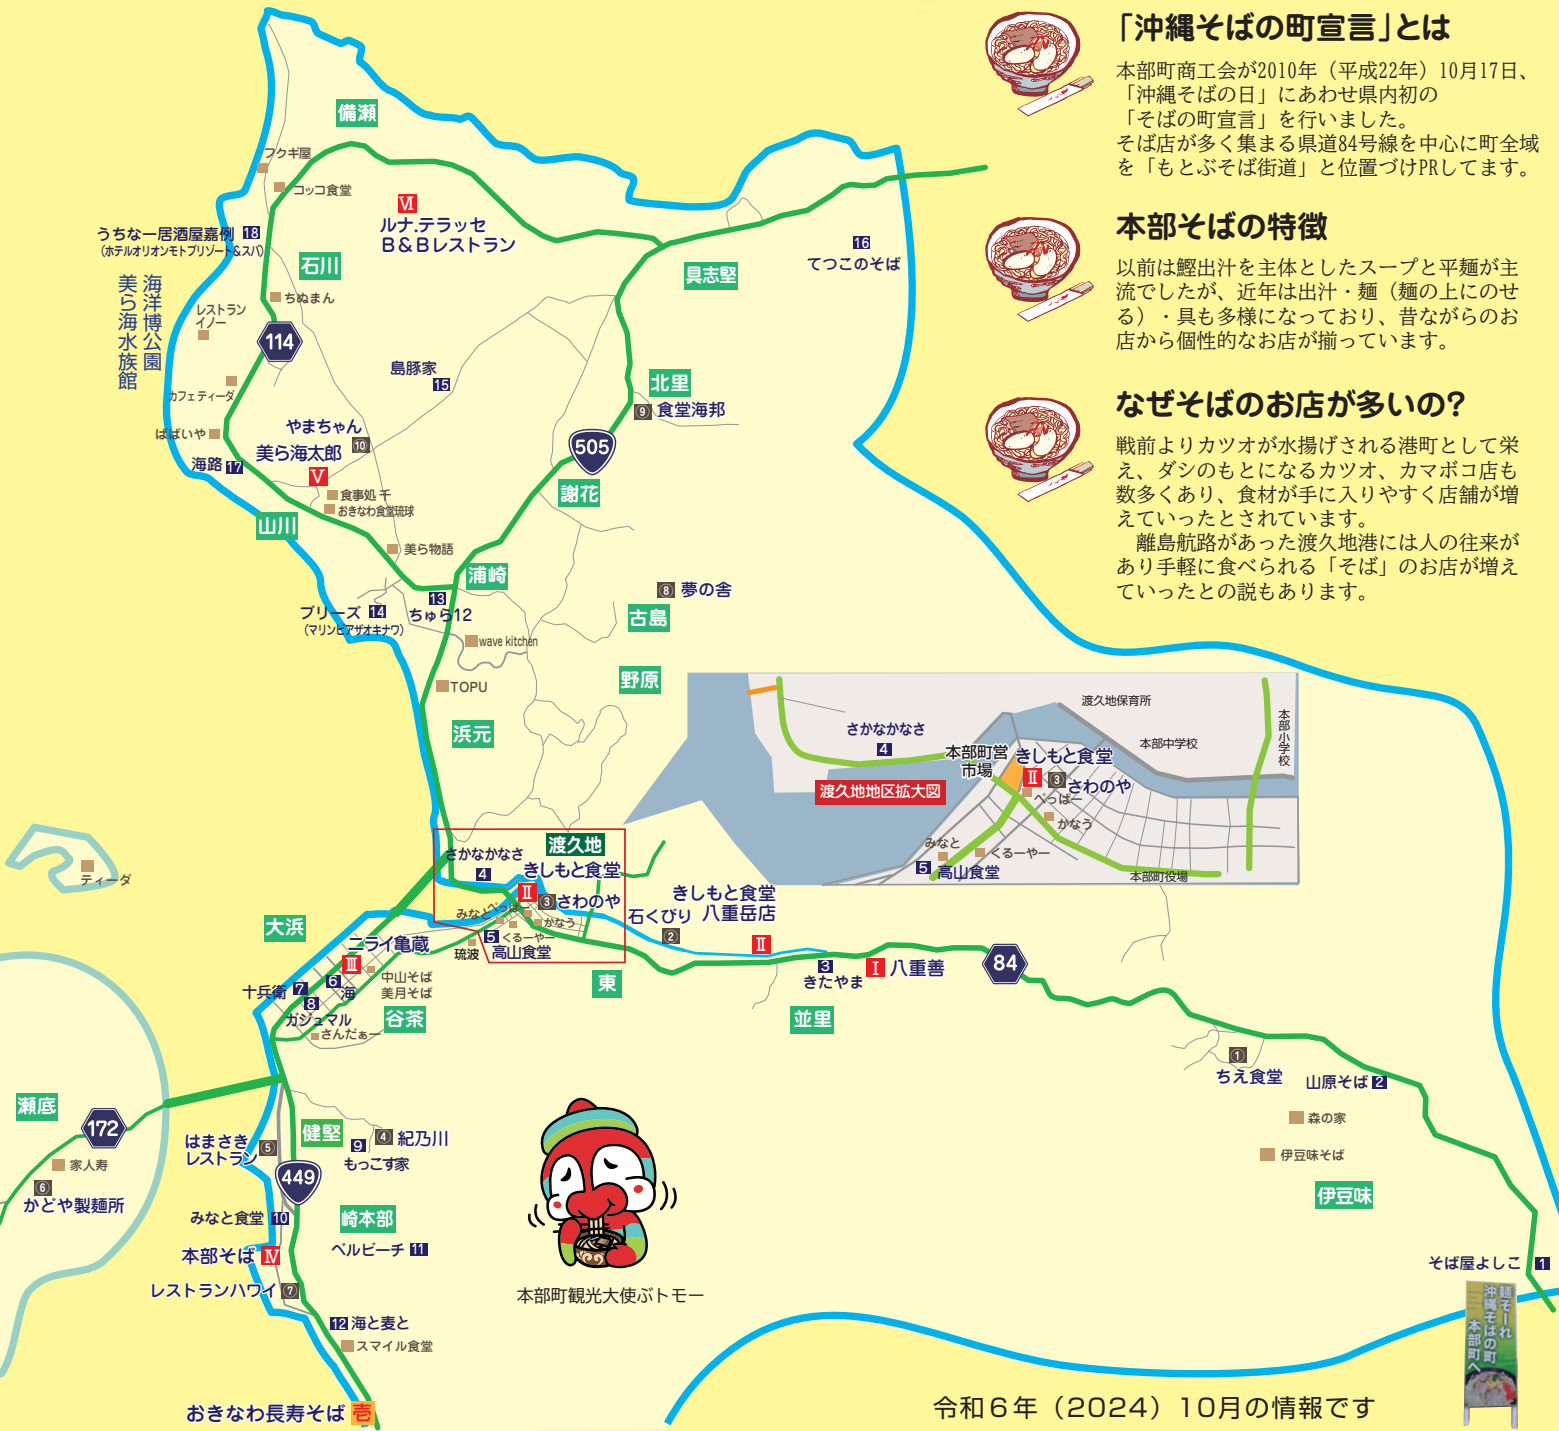 「沖縄そばの町宣言」とは
本部町商工会が2010年（平成22年）10月17日、
「沖縄そばの日」にあわせ県内初の
「そばの町宣言」を行いました。
そば店が多く集まる県道84号線を中心に町全域
を「もとぶそば街道」と位置づけPRしてます。
本部そばの特徴
以前は鰹出汁を主体としたスープと平麺が主
流でしたが、近年は出汁・麺（麺の上にのせ
る）・具も多様になっており、昔ながらのお
店から個性的なお店が揃っています。
なぜそばのお店が多いの?
戦前よりカツオが水揚げされる港町として栄
え、ダシのもとになるカツオ、カマボコ店も
数多くあり、食材が手に入りやすく店舗が増
えていったとされています。
離島航路があった渡久地港には人の往来が
あり手軽に食べられる「そば」のお店が増え
ていったとの説もあります。
備瀬
フクギ屋
コッコ食堂
Ⅵ
ルナ.テラッセ
B＆Bレストラン
うちなー居酒屋嘉例 18
（ホテルオリオンモトブリゾート＆スパ）
石川
海洋博公園
美ら海水族館
ちぬまん
レストラン
イノー
114
カフェ ティーダ
ぱぱいや
海路 17
具志堅
16
てつこのそば
島豚家
15
北里
⑨ 食堂海邦
505
謝花
やまちゃん
⑩
美ら海太郎
Ⅴ
食事処 千
おきなわ食堂琉球
山川
美ら物語
浦崎
13
ちゅら12
ブリーズ 14
（マリンピアザオキナワ）
wave kitchen
TOPU
⑧ 夢の舎
古島
野原
浜元
渡久地保育所
本部小学校
本部中学校
さかなかなさ
4
本部町営
市場
きしもと食堂
Ⅱ ③
さわのや
ぺっぱー
かなう
渡久地地区拡大図
みなと
くるーやー
5 高山食堂
本部町役場
渡久地
さかなかなさ
4
きしもと食堂
Ⅱ ③ さわのや
みなと ぺっぱー
かなう
5 くるーやー
高山食堂
琉波
きしもと食堂
八重岳店
石くびり
②
Ⅱ
3
きたやま
Ⅰ 八重善
84
東
並里
ティーダ
大浜
ニライ亀蔵
Ⅲ
中山そば
美月そば
十兵衛 7
6
海
8
ガジュマル
さんだぁー
谷茶
瀬底
172
家人寿
⑥
かどや製麺所
健堅
はまさき
レストラン ⑤
④ 紀乃川
9
もっこす家
449
みなと食堂 10
崎本部
本部そば Ⅳ
ベルビーチ 11
レストランハワイ ⑦
12 海と麦と
スマイル食堂
おきなわ長寿そば 壱
本部町観光大使ぶトモー
①
ちえ食堂
山原そば 2
森の家
伊豆味そば
伊豆味
そば屋よしこ 1
麺そーれ
沖縄そばの町
本部町へ
令和６年（2024）10月の情報です